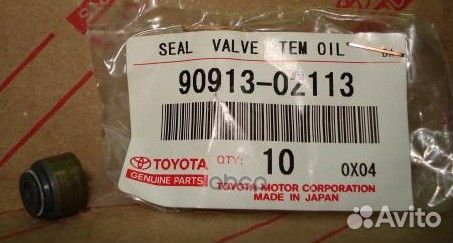 SEAL VALVE STEM OIL
90913-02113
TOYOTA
GENUINE PARTS
QTY: 10
0X04
TOYOTA MOTOR CORPORATION
MADE IN JAPAN
Avito